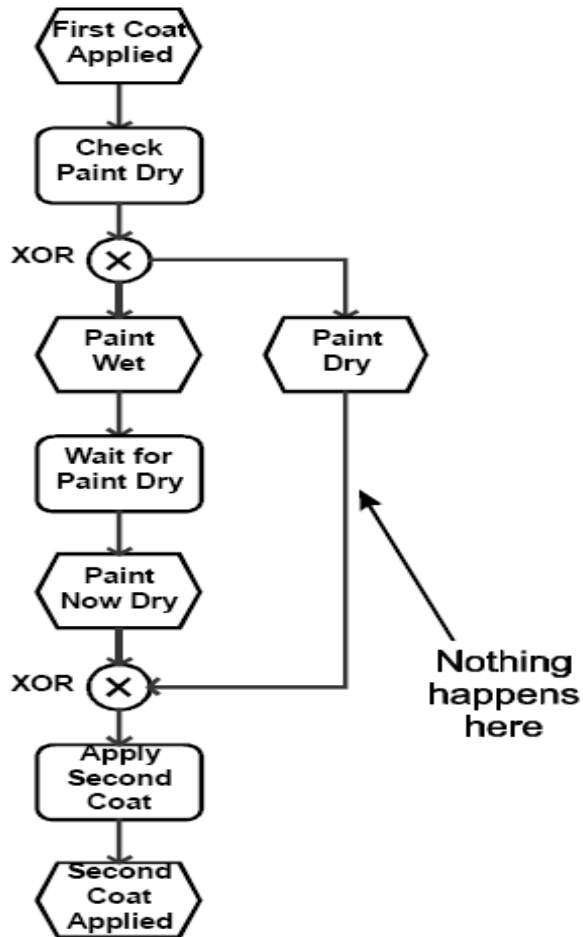 First Coat
Applied
Check
Paint Dry
XOR
Paint
Wet
Paint
Dry
Wait for
Paint Dry
Paint
Now Dry
Nothing
happens
here
XOR
Apply
Second
Coat
Second
Coat
Applied